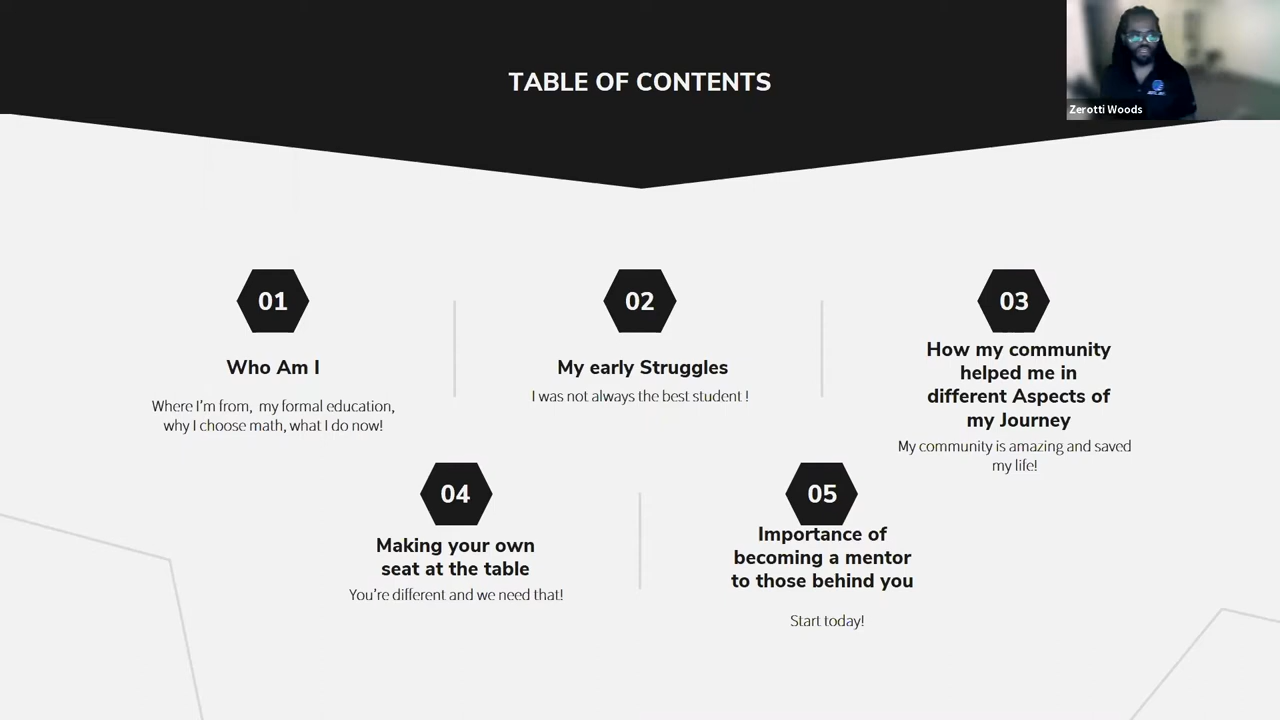 TABLE OF CONTENTS
Zerotti Woods
01
Who Am I
Where I'm from,  my formal education,
why I choose math, what I do now!
02
My early Struggles
I was not always the best student !
03
How my community
helped me in
different Aspects of
my Journey
My community is amazing and saved
my life!
04
Making your own
seat at the table
You're different and we need that!
05
Importance of
becoming a mentor
to those behind you
Start today!